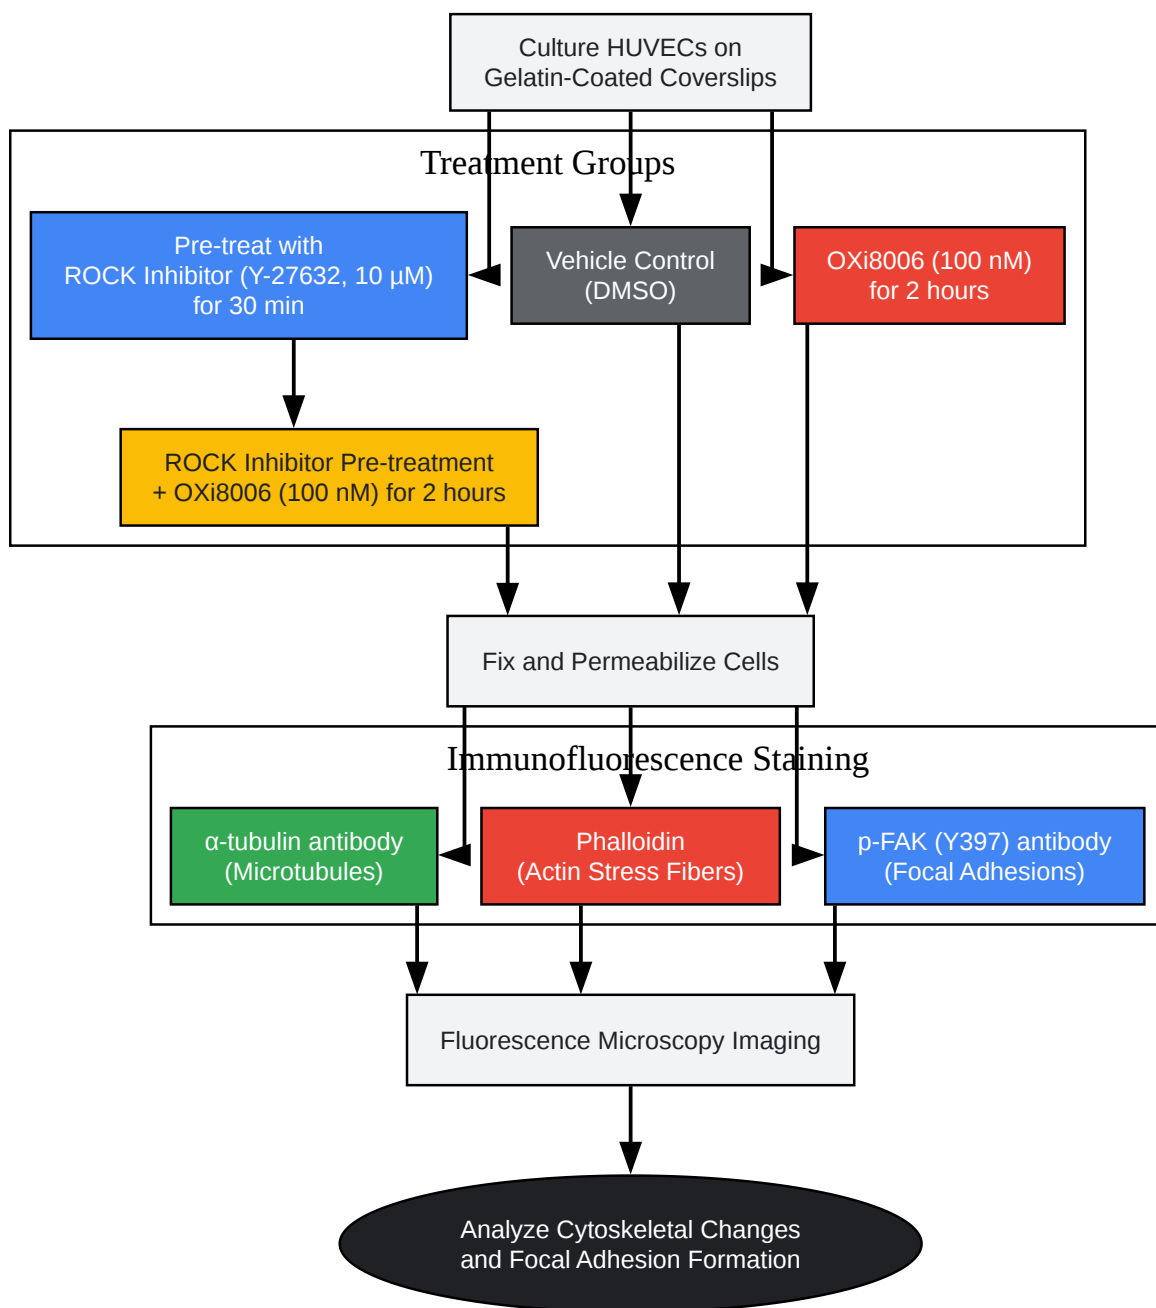 Culture HUVECs on
Gelatin-Coated Coverslips
Treatment Groups
Pre-treat with
ROCK Inhibitor (Y-27632, 10 µM)
for 30 min
Vehicle Control
(DMSO)
OXi8006 (100 nM)
for 2 hours
ROCK Inhibitor Pre-treatment
+ OXi8006 (100 nM) for 2 hours
Fix and Permeabilize Cells
Immunofluorescence Staining
α-tubulin antibody
(Microtubules)
Phalloidin
(Actin Stress Fibers)
p-FAK (Y397) antibody
(Focal Adhesions)
Fluorescence Microscopy Imaging
Analyze Cytoskeletal Changes
and Focal Adhesion Formation